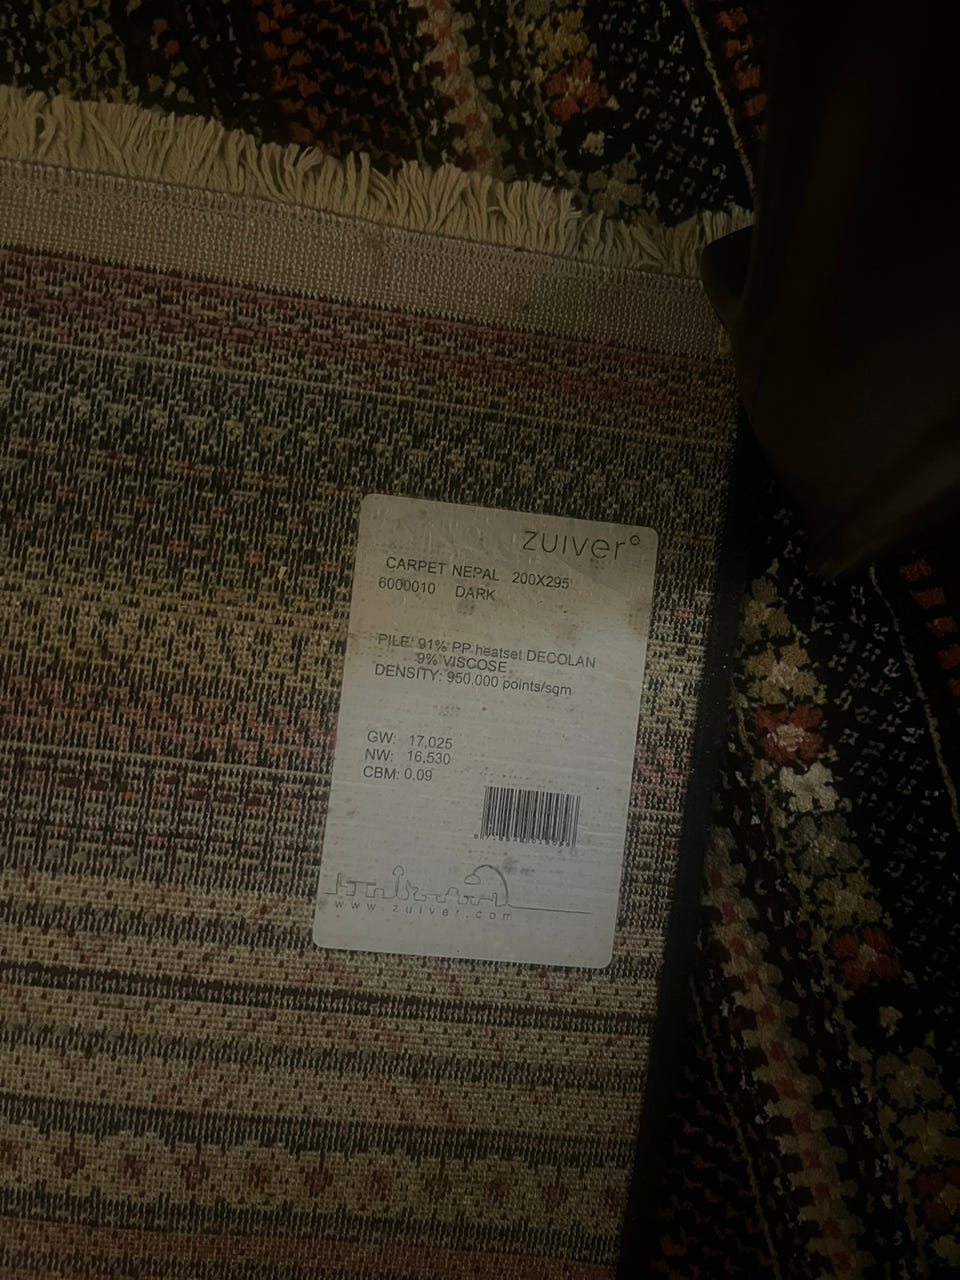 zuiver°
CARPET NEPAL 200X295
6000010 DARK
PILE: 91% PP heatset DECOLAN
9% VISCOSE
DENSITY: 950.000 points/sqm
GW: 17,025
NW: 16,530
CBM: 0,09
www.zuiver.com